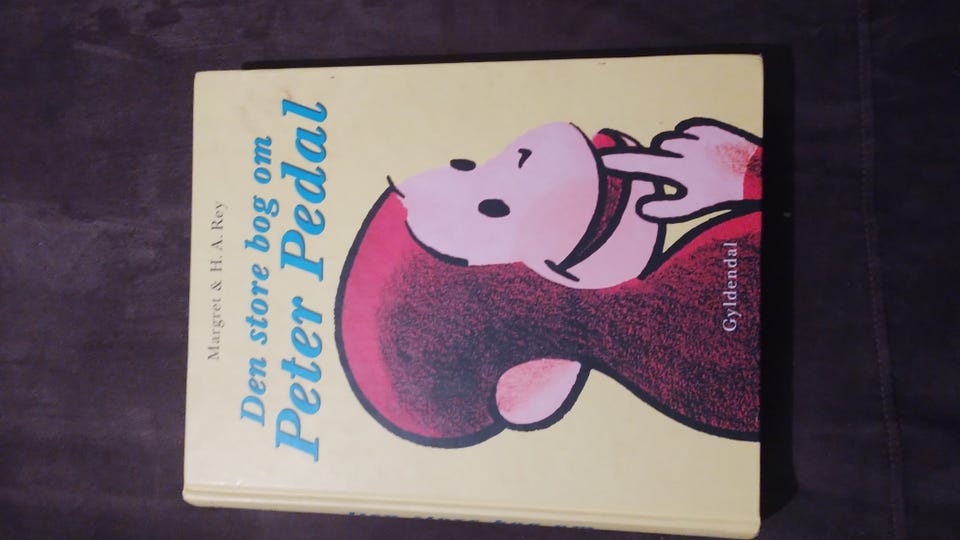 Margret & H. A. Rey
Den store bog om
Peter Pedal
Gyldendal